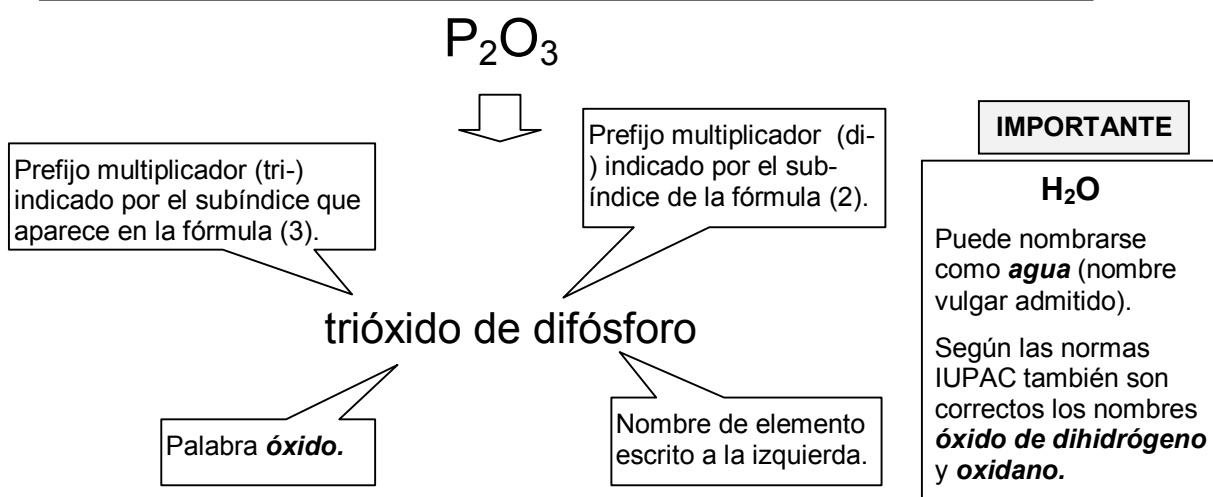 P₂O₃
Prefijo multiplicador (tri-)
indicado por el subíndice que
aparece en la fórmula (3).
Prefijo multiplicador (di-
) indicado por el sub-
índice de la fórmula (2).
trióxido de difósforo
Palabra óxido.
Nombre de elemento
escrito a la izquierda.
IMPORTANTE
H₂O
Puede nombrarse
como agua (nombre
vulgar admitido).
Según las normas
IUPAC también son
correctos los nombres
óxido de dihidrógeno
y oxidano.